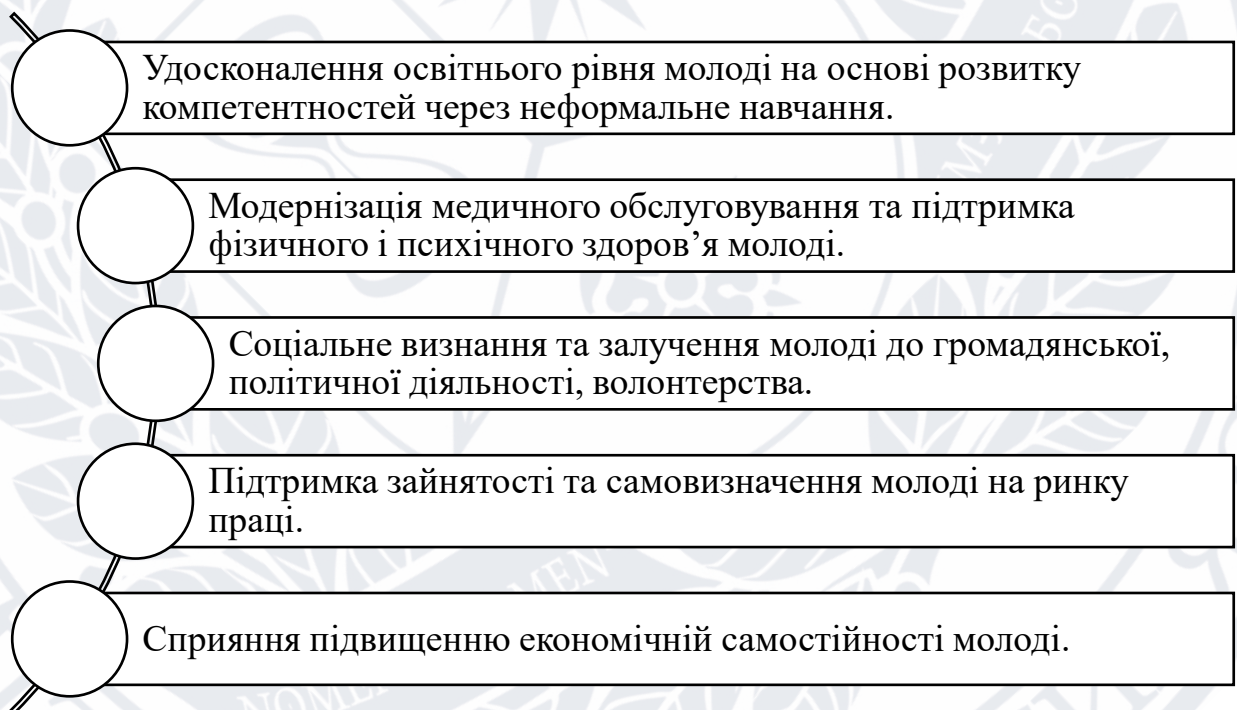 Удосконалення освітнього рівня молоді на основі розвитку
компетентностей через неформальне навчання.
Модернізація медичного обслуговування та підтримка
фізичного і психічного здоров’я молоді.
Соціальне визнання та залучення молоді до громадянської,
політичної діяльності, волонтерства.
Підтримка зайнятості та самовизначення молоді на ринку
праці.
Сприяння підвищенню економічній самостійності молоді.